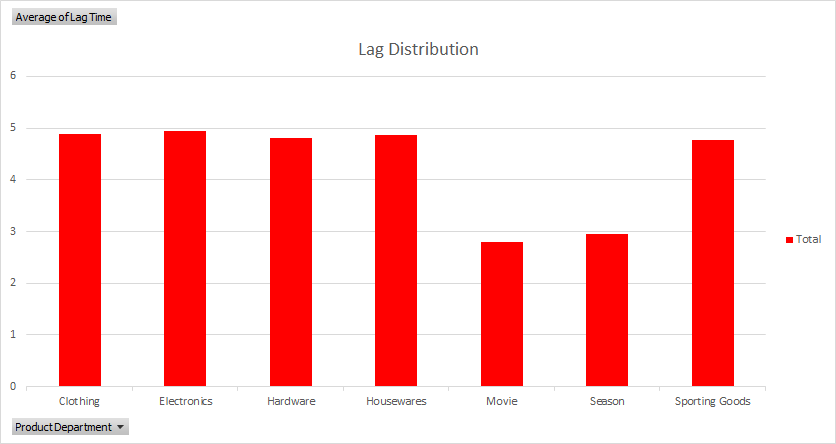 Average of Lag Time
Lag Distribution
6
5
4
3
2
1
0
Total
Clothing Electronics Hardware Housewares Movie Season Sporting Goods
Product Department